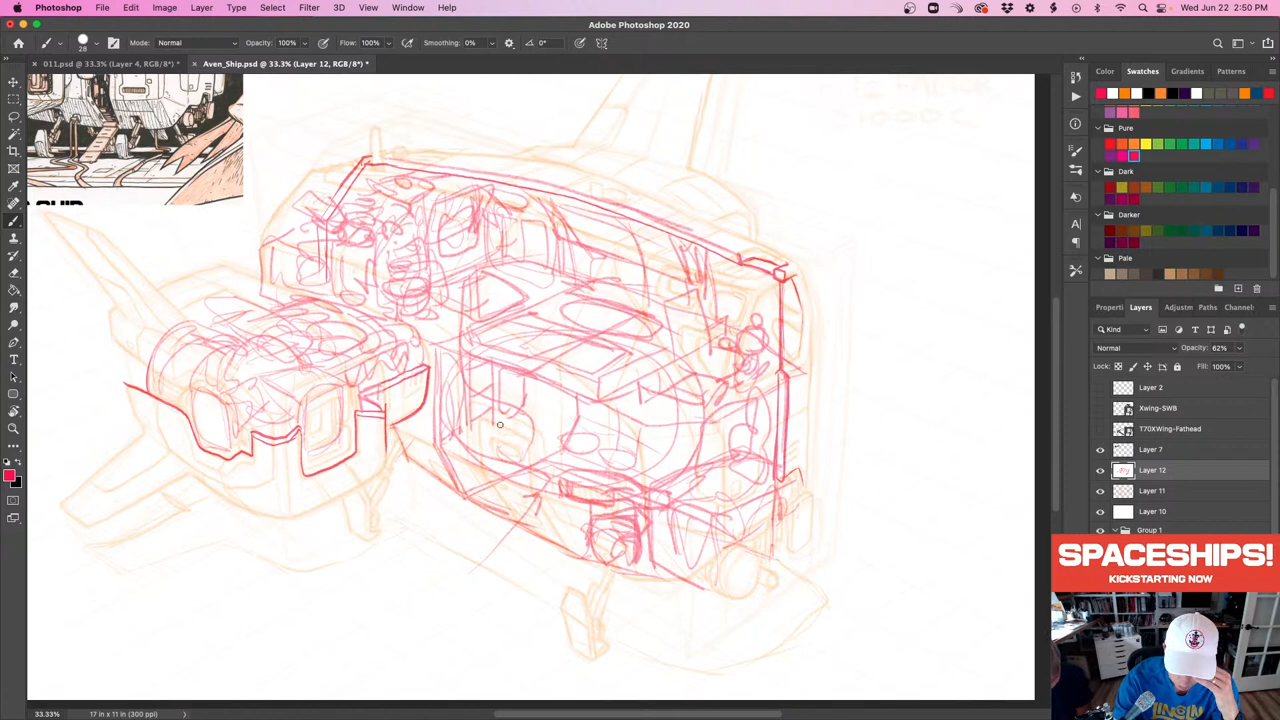 Photoshop File Edit Image Layer Type Select Filter 3D View Window Help Wed Jun 22 2:50 PM
Adobe Photoshop 2020
28 Mode: Normal Opacity: 100% Flow: 100% Smoothing: 0% 0°
011.psd @ 33.3% (Layer 4, RGB/8*) * Aven_Ship.psd @ 33.3% (Layer 12, RGB/8*) *
Color Swatches Gradients Patterns
Pure
Dark
Darker
Pale
Properti Layers Adjustm Paths Channel
Kind
Normal Opacity: 62%
Lock: Fill: 100%
Layer 2
Xwing-SWB
T70XWing-Fathead
Layer 7
Layer 12
Layer 11
Layer 10
Group 1
SPACESHIPS!
KICKSTARTING NOW
33.33% 17 in x 11 in (300 ppi)